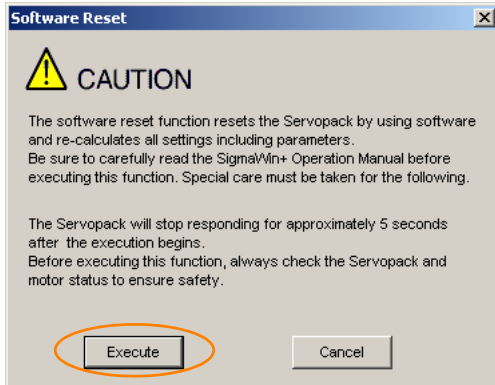 Software Reset
CAUTION
The software reset function resets the Servopack by using software
and re-calculates all settings including parameters.
Be sure to carefully read the SigmaWin+ Operation Manual before
executing this function. Special care must be taken for the following.
The Servopack will stop responding for approximately 5 seconds
after the execution begins.
Before executing this function, always check the Servopack and
motor status to ensure safety.
Execute
Cancel